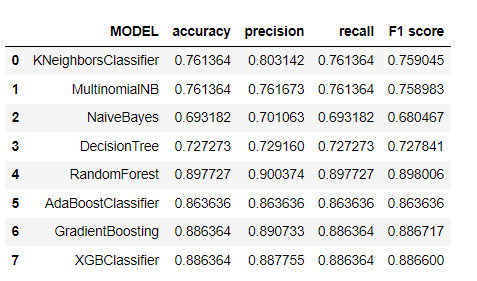 MODEL accuracy precision recall F1 score
0 KNeighborsClassifier 0.761364 0.803142 0.761364 0.759045
1 MultinomialNB 0.761364 0.761673 0.761364 0.758983
2 NaiveBayes 0.693182 0.701063 0.693182 0.680467
3 DecisionTree 0.727273 0.729160 0.727273 0.727841
4 RandomForest 0.897727 0.900374 0.897727 0.898006
5 AdaBoostClassifier 0.863636 0.863636 0.863636 0.863636
6 GradientBoosting 0.886364 0.890733 0.886364 0.886717
7 XGBClassifier 0.886364 0.887755 0.886364 0.886600